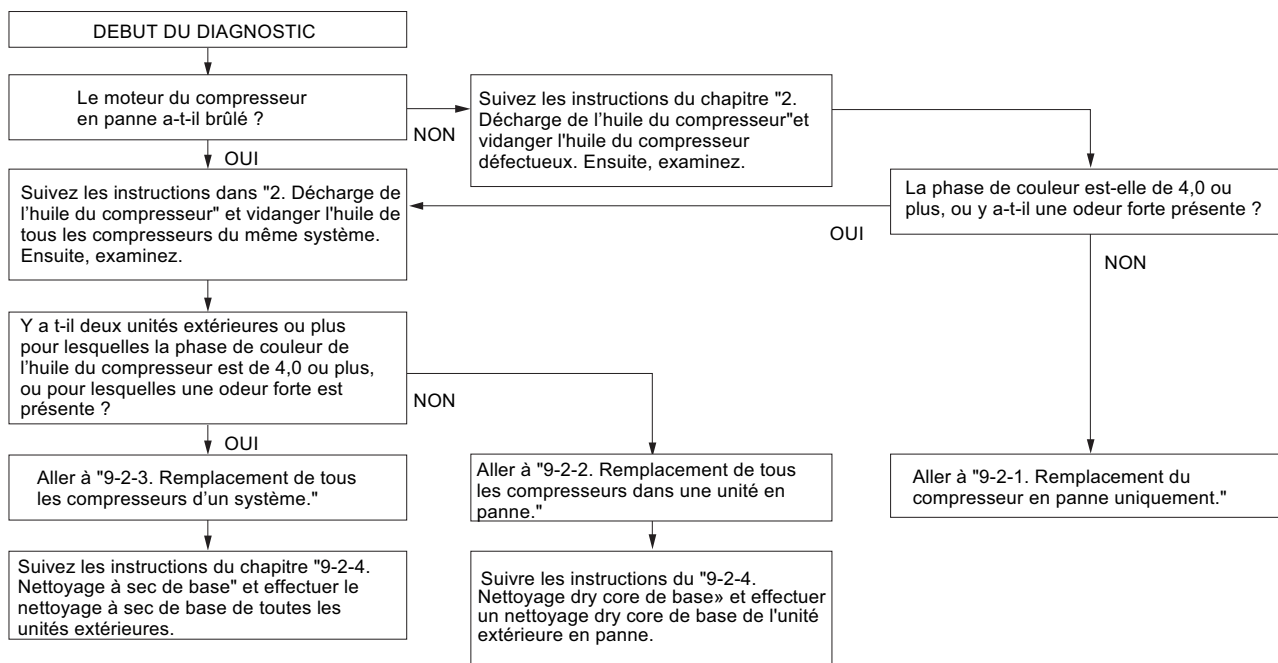 DEBUT DU DIAGNOSTIC
Le moteur du compresseur
en panne a-t-il brûlé ?
NON
OUI
Suivez les instructions du chapitre "2.
Décharge de l’huile du compresseur"et
vidanger l'huile du compresseur
défectueux. Ensuite, examinez.
La phase de couleur est-elle de 4,0 ou
plus, ou y a-t-il une odeur forte présente ?
OUI
NON
Suivez les instructions dans "2. Décharge de
l’huile du compresseur" et vidanger l'huile de
tous les compresseurs du même système.
Ensuite, examinez.
Y a t-il deux unités extérieures ou plus
pour lesquelles la phase de couleur de
l’huile du compresseur est de 4,0 ou plus,
ou pour lesquelles une odeur forte est
présente ?
NON
OUI
Aller à "9-2-3. Remplacement de tous
les compresseurs d’un système."
Aller à "9-2-2. Remplacement de tous
les compresseurs dans une unité en
panne."
Aller à "9-2-1. Remplacement du
compresseur en panne uniquement."
Suivez les instructions du chapitre "9-2-4.
Nettoyage à sec de base" et effectuer le
nettoyage à sec de base de toutes les
unités extérieures.
Suivre les instructions du "9-2-4.
Nettoyage dry core de base» et effectuer
un nettoyage dry core de base de l'unité
extérieure en panne.